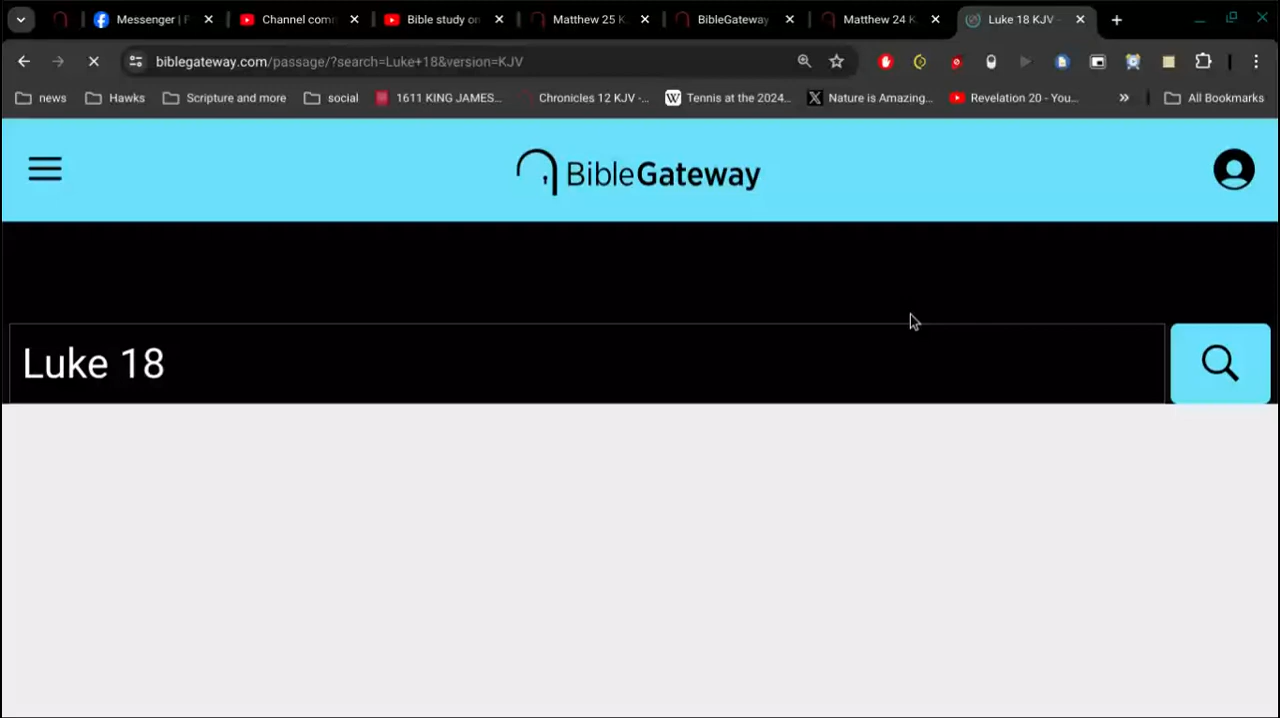 Messenger | F
Channel com
Bible study on
Matthew 25 K
BibleGateway
Matthew 24 K
Luke 18 KJV -
biblegateway.com/passage/?search=Luke+18&version=KJV
news
Hawks
Scripture and more
social
1611 KING JAMES...
Chronicles 12 KJV -...
W Tennis at the 2024...
Nature is Amazing...
Revelation 20 - You...
» All Bookmarks
BibleGateway
Luke 18